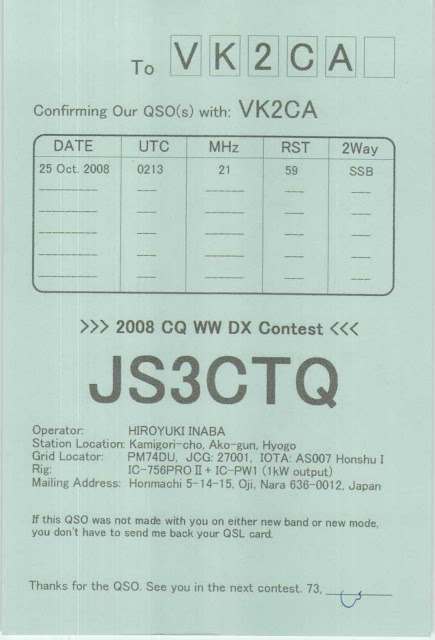 To VK2CA
Confirming Our QSO(s) with: VK2CA
DATE UTC MHz RST 2Way
25 Oct. 2008 0213 21 59 SSB
--------- --- ------ --- ---
--------- --- ------ --- ---
--------- --- ------ --- ---
--------- --- ------ --- ---
--------- --- ------ --- ---
>>> 2008 CQ WW DX Contest <<<
JS3CTQ
Operator: HIROYUKI INABA
Station Location: Kamigori-cho, Ako-gun, Hyogo
Grid Locator: PM74DU, JCG: 27001, IOTA: AS007 Honshu I
Rig: IC-756PROⅡ+ IC-PW1 (1kW output)
Mailing Address: Honmachi 5-14-15, Oji, Nara 636-0012, Japan
If this QSO was not made with you on either new band or new mode,
you don't have to send me back your QSL card.
Thanks for the QSO. See you in the next contest. 73,